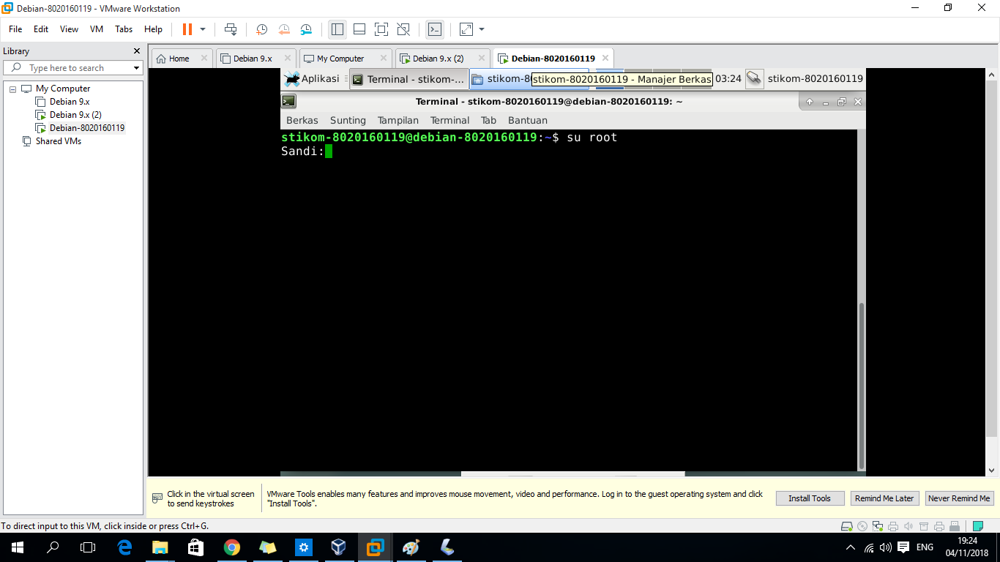 Debian-8020160119 - VMware Workstation
File Edit View VM Tabs Help
Library
Type here to search
My Computer
Debian 9.x
Debian 9.x (2)
Debian-8020160119
Shared VMs
Home Debian 9.x My Computer Debian 9.x (2) Debian-8020160119
Aplikasi Terminal - stikom-... stikom-80 stikom-8020160119 - Manajer Berkas 03:24 stikom-8020160119
Terminal - stikom-8020160119@debian-8020160119: ~
Berkas Sunting Tampilan Terminal Tab Bantuan
stikom-8020160119@debian-8020160119:~$ su root
Sandi:
Click in the virtual screen
to send keystrokes
VMware Tools enables many features and improves mouse movement, video and performance. Log in to the guest operating system and click
"Install Tools".
Install Tools Remind Me Later Never Remind Me
To direct input to this VM, click inside or press Ctrl+G.
ENG
19:24
04/11/2018